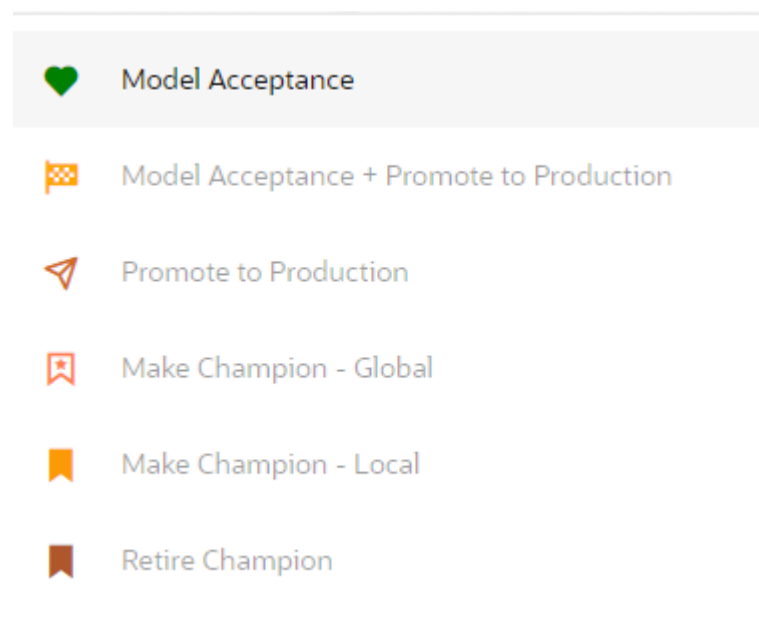 Model Acceptance
Model Acceptance + Promote to Production
Promote to Production
Make Champion - Global
Make Champion - Local
Retire Champion